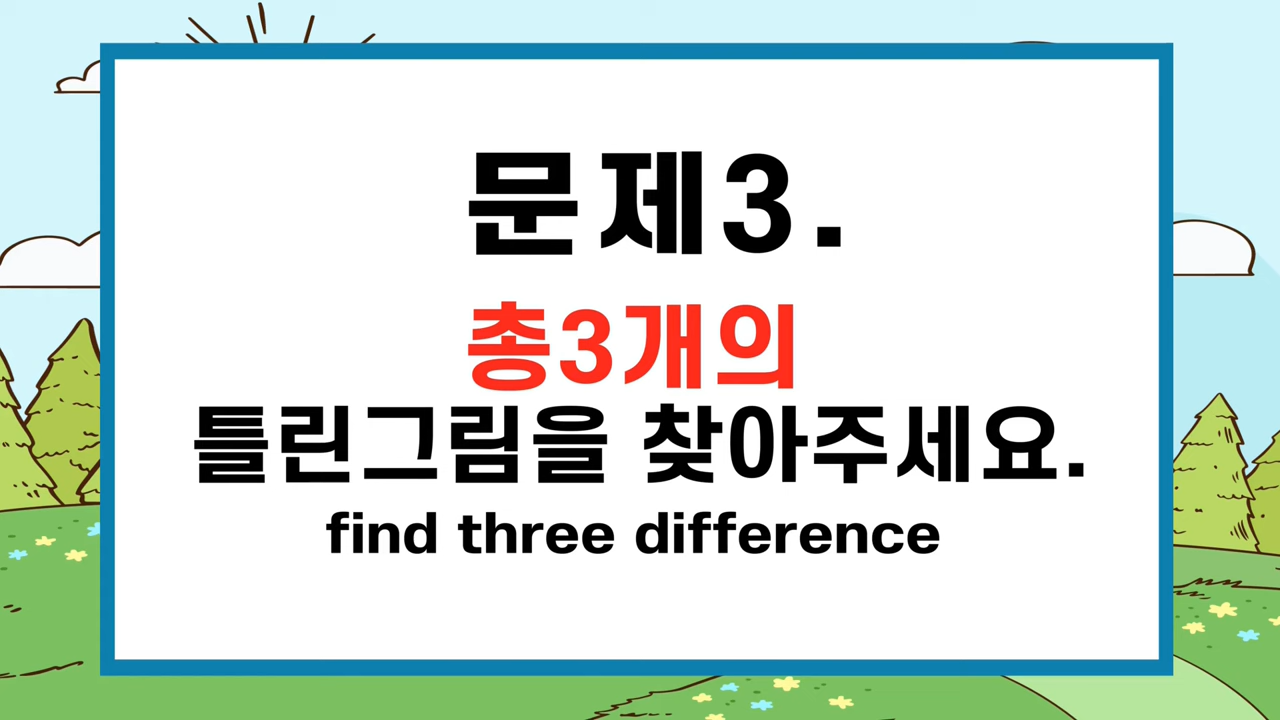 문제3.
총3개의
틀린그림을 찾아주세요.
find three difference